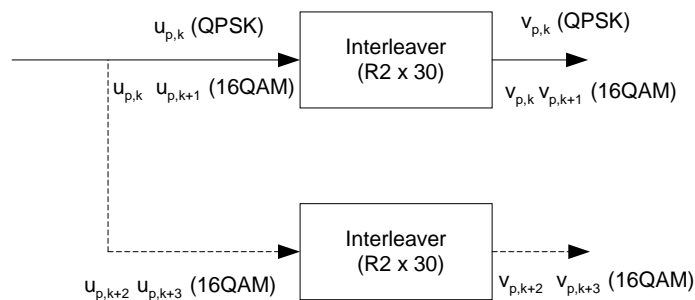 u_{p,k} (QPSK)
Interleaver
(R2 x 30)
v_{p,k} (QPSK)
u_{p,k} u_{p,k+1} (16QAM)
v_{p,k} v_{p,k+1} (16QAM)
Interleaver
(R2 x 30)
u_{p,k+2} u_{p,k+3} (16QAM)
v_{p,k+2} v_{p,k+3} (16QAM)